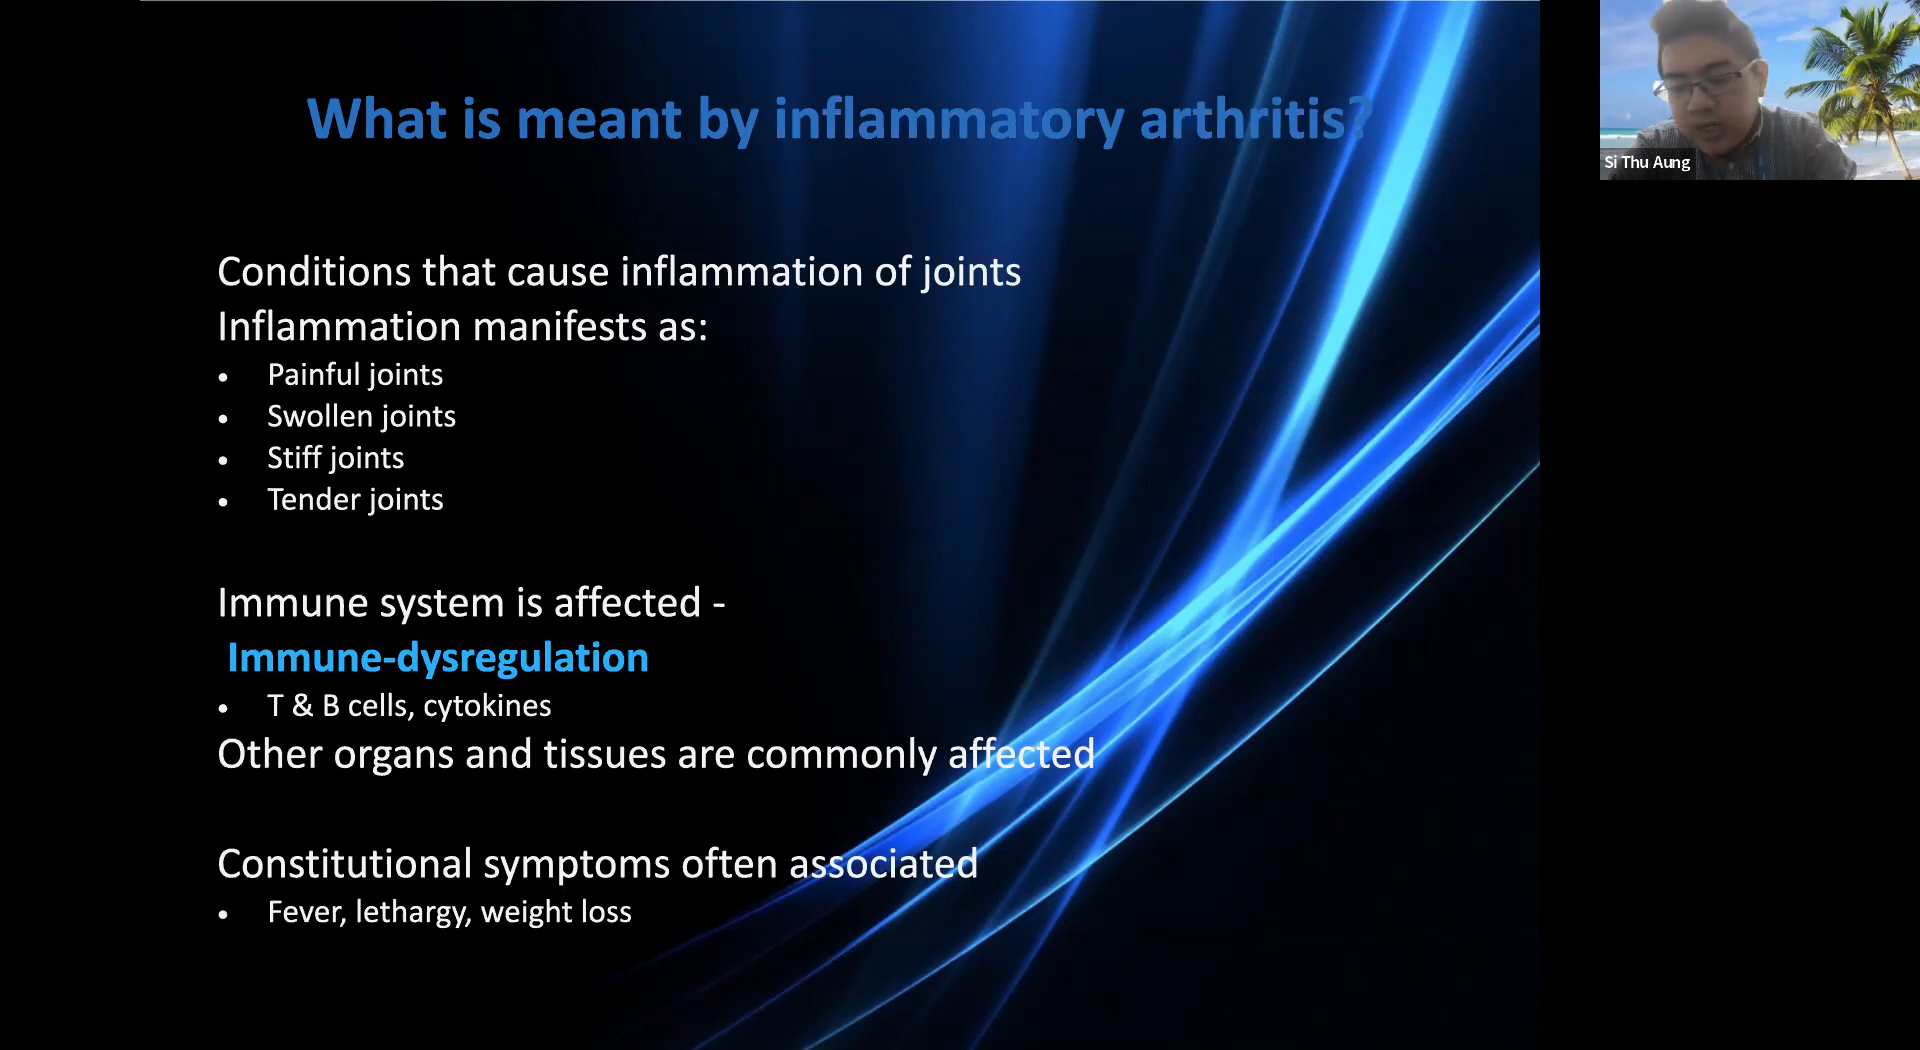 What is meant by inflammatory arthritis?
Si Thu Aung
Conditions that cause inflammation of joints
Inflammation manifests as:
• Painful joints
• Swollen joints
• Stiff joints
• Tender joints
Immune system is affected -
Immune-dysregulation
• T & B cells, cytokines
Other organs and tissues are commonly affected
Constitutional symptoms often associated
• Fever, lethargy, weight loss